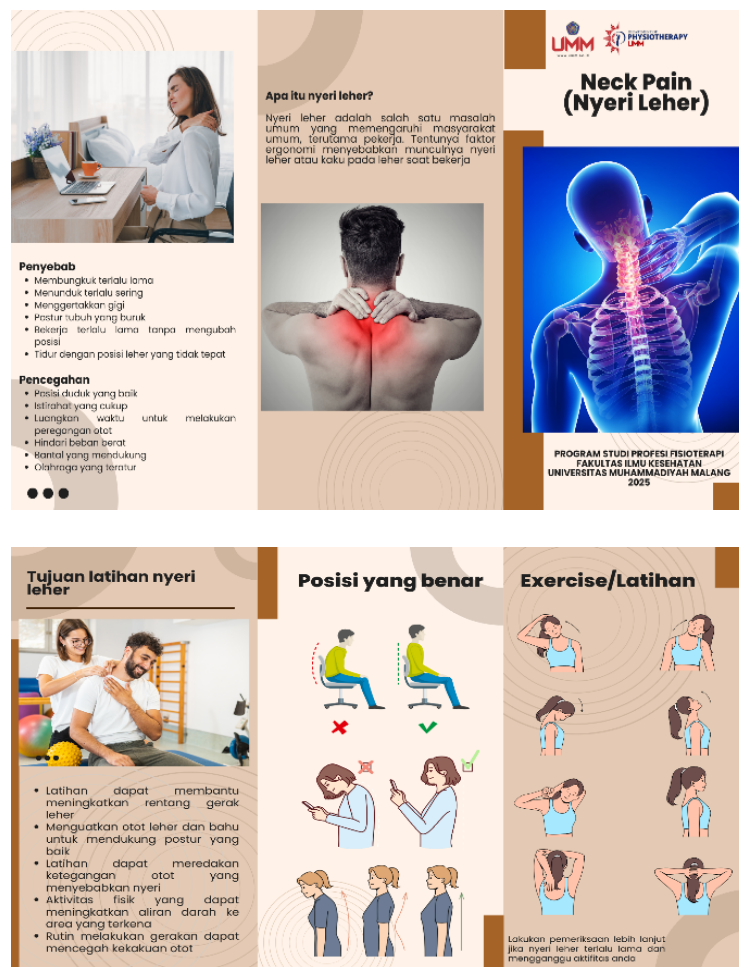 Penyebab
Membungkuk terlalu lama
Menunduk terlalu sering
Menggertakkan gigi
Postur tubuh yang buruk
Bekerja terlalu lama tanpa mengubah
posisi
Tidur dengan posisi leher yang tidak tepat
Pencegahan
Posisi duduk yang baik
Istirahat yang cukup
Luangkan waktu untuk melakukan
peregangan otot
Hindari beban berat
Bantal yang mendukung
Olahraga yang teratur
Apa itu nyeri leher?
Nyeri leher adalah salah satu masalah
umum yang memengaruhi masyarakat
umum, terutama pekerja. Tentunya faktor
ergonomi menyebabkan munculnya nyeri
leher atau kaku pada leher saat bekerja
UMM
PHYSIOTHERAPY
UMM
Neck Pain
(Nyeri Leher)
PROGRAM STUDI PROFESI FISIOTERAPI
FAKULTAS ILMU KESEHATAN
UNIVERSITAS MUHAMMADIYAH MALANG
2025
Tujuan latihan nyeri
leher
Latihan dapat membantu
meningkatkan rentang gerak
leher
Menguatkan otot leher dan bahu
untuk mendukung postur yang
baik
Latihan dapat meredakan
ketegangan otot yang
menyebabkan nyeri
Aktivitas fisik yang dapat
meningkatkan aliran darah ke
area yang terkena
Rutin melakukan gerakan dapat
mencegah kekakuan otot
Posisi yang benar
Exercise/Latihan
Lakukan pemeriksaan lebih lanjut
jika nyeri leher terlalu lama dan
mengganggu aktifitas anda